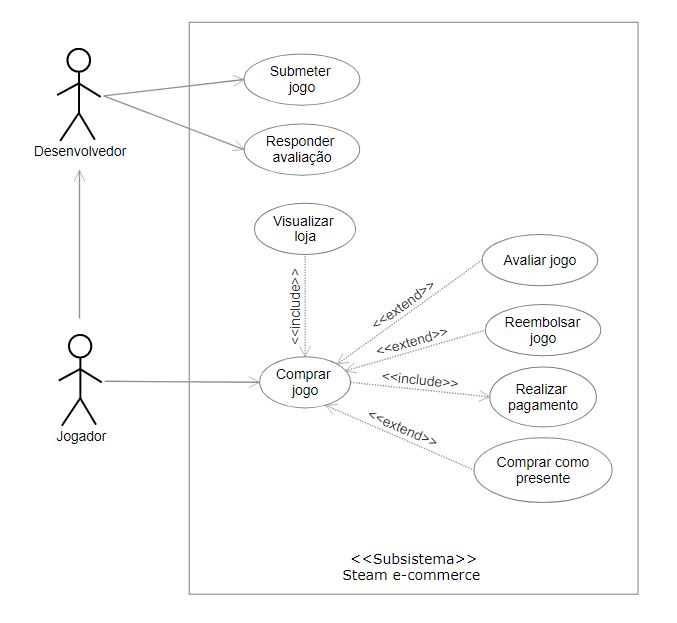 Submeter
jogo
Desenvolvedor
Responder
avaliação
Visualizar
loja
<<include>>
Avaliar jogo
<<extend>>
Reembolsar
jogo
<<extend>>
Jogador
Comprar
jogo
<<include>>
Realizar
pagamento
<<extend>>
Comprar como
presente
<<Subsistema>>
Steam e-commerce